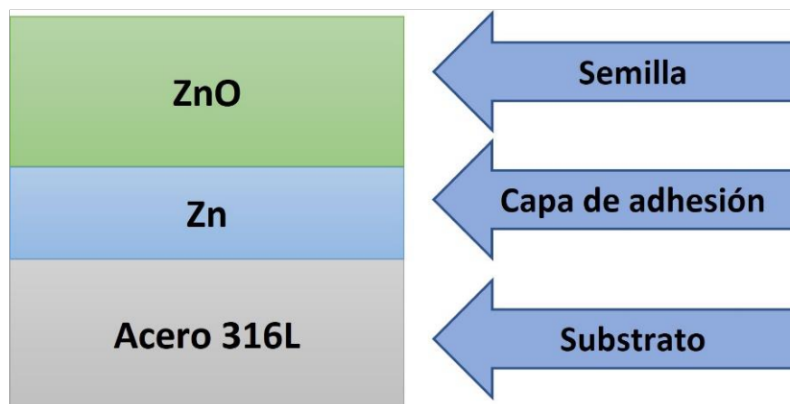 ZnO
Semilla
Zn
Capa de adhesión
Acero 316L
Substrato